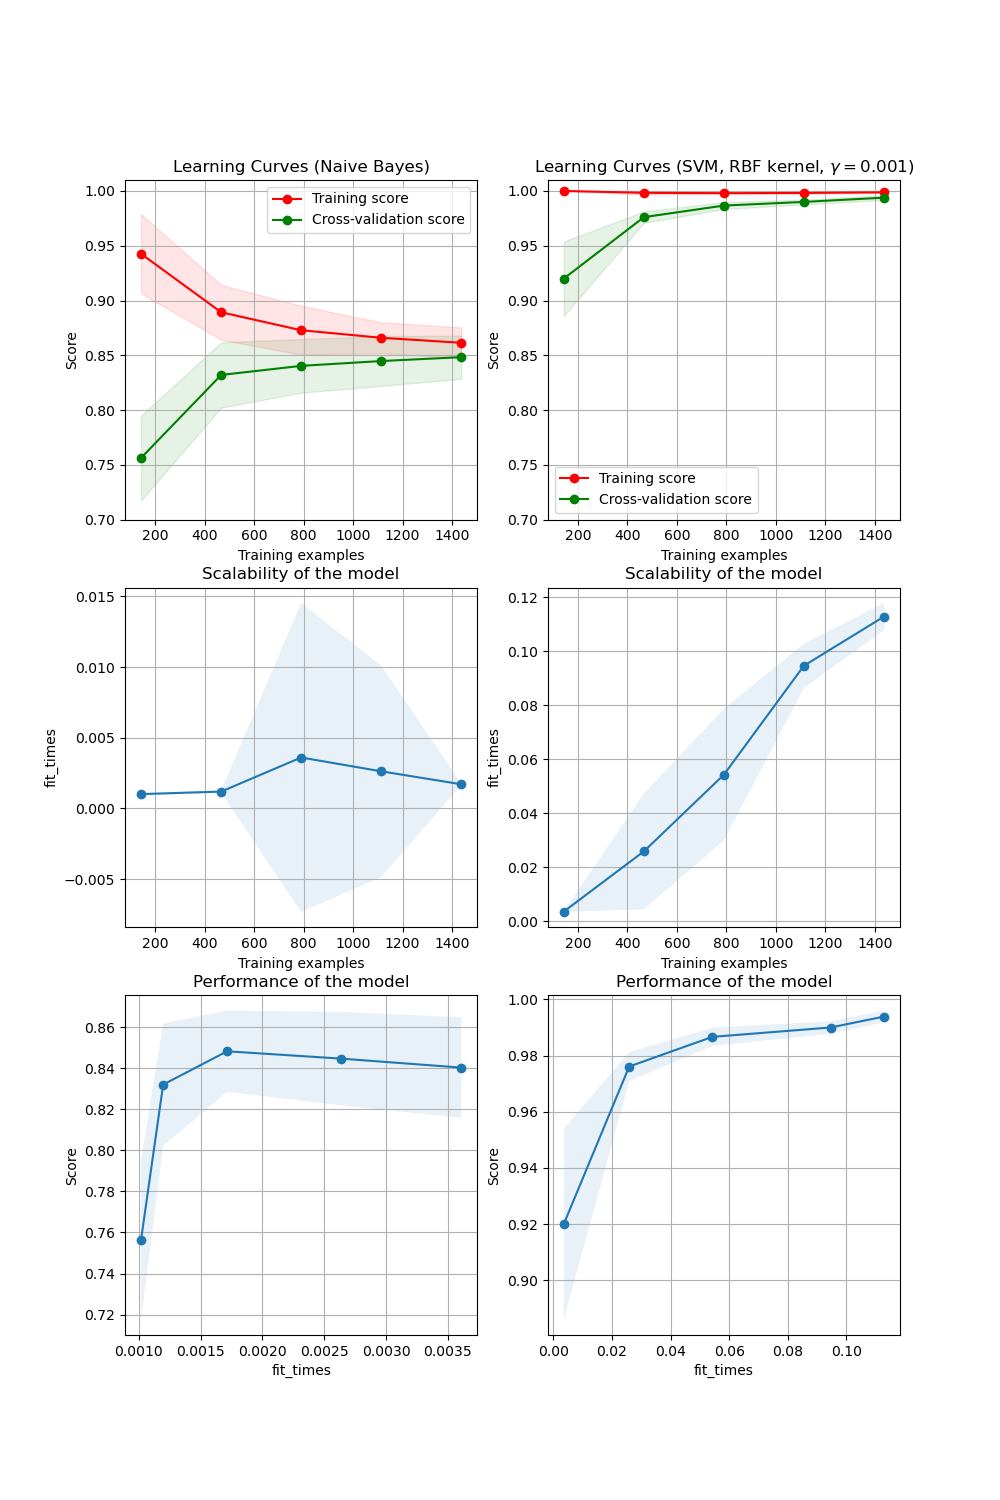 Learning Curves (Naive Bayes)
Score
1.00
0.95
0.90
0.85
0.80
0.75
0.70
Training score
Cross-validation score
200 400 600 800 1000 1200 1400
Training examples
Learning Curves (SVM, RBF kernel, γ = 0.001)
Score
1.00
0.95
0.90
0.85
0.80
0.75
0.70
Training score
Cross-validation score
200 400 600 800 1000 1200 1400
Training examples
Scalability of the model
fit_times
0.015
0.010
0.005
0.000
−0.005
200 400 600 800 1000 1200 1400
Training examples
Scalability of the model
fit_times
0.12
0.10
0.08
0.06
0.04
0.02
0.00
200 400 600 800 1000 1200 1400
Training examples
Performance of the model
Score
0.86
0.84
0.82
0.80
0.78
0.76
0.74
0.72
0.0010 0.0015 0.0020 0.0025 0.0030 0.0035
fit_times
Performance of the model
Score
1.00
0.98
0.96
0.94
0.92
0.90
0.00 0.02 0.04 0.06 0.08 0.10
fit_times